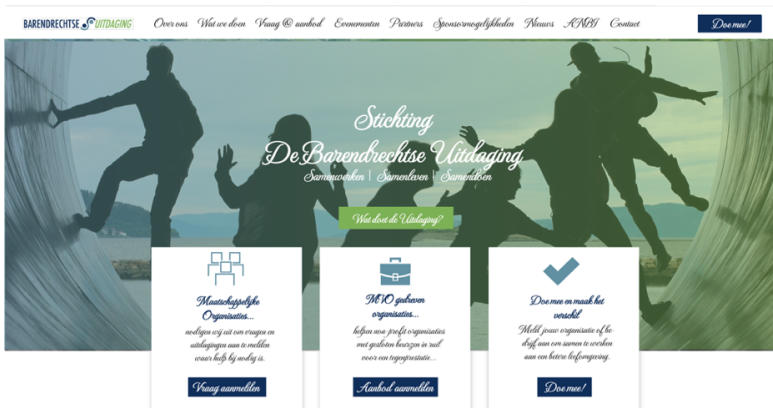 BARENDRECHTSE UITDAGING
Over ons Wat we doen Vraag @ aanbod Evenementen Partners Sponsormogelijkheden Nieuws ANBI Contact Doe mee!
Stichting
De Barendrechtse Uitdaging
Samenwerken | Samenleven | Samendoen
Wat doet de Uitdaging?
Maatschappelijke
Organisaties...
nodigen wij uit om vragen en
uitdagingen aan te melden
waar hulp bij nodig is.
Vraag aanmelden
MVO gedreven
organisaties...
helpen non-profit organisaties
met gesloten beurzen in ruil
voor een tegenprestatie...
Aanbod aanmelden
Doe mee en maak het
verschil
Meld jouw organisatie of be-
drijf aan om samen te werken
aan een betere leefomgeving.
Doe mee!